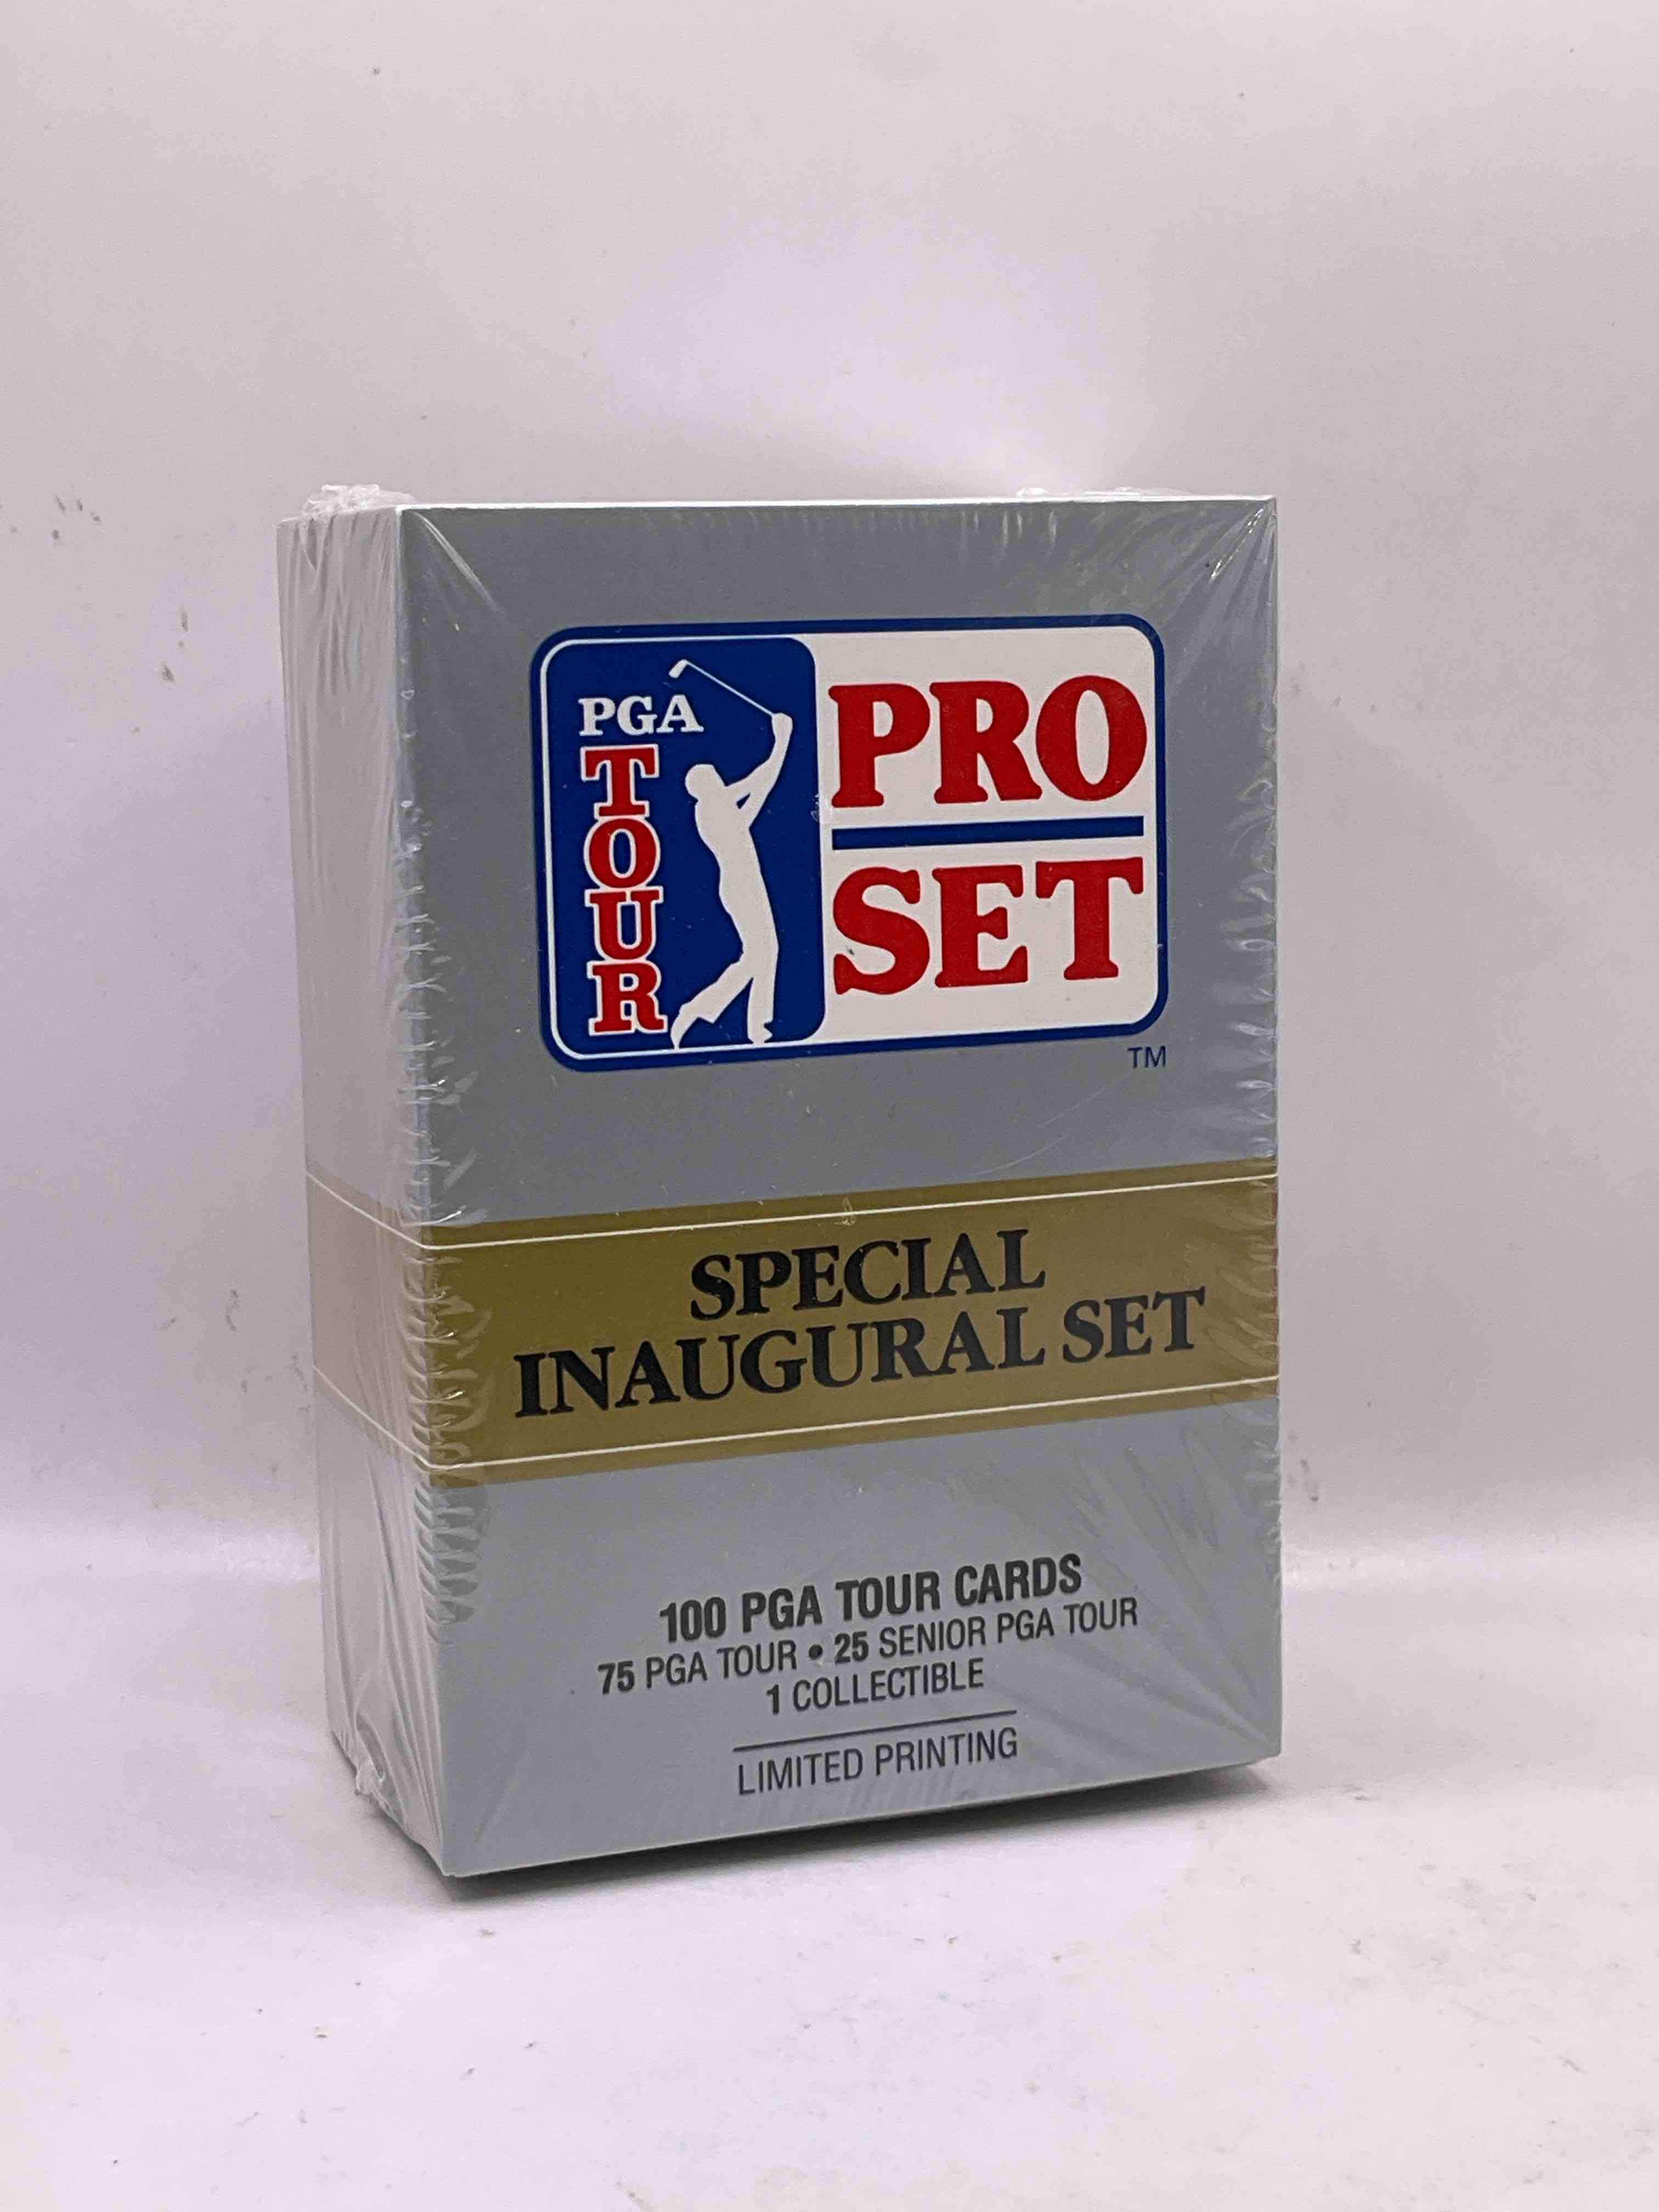 PGA
TOUR
PRO
SET
TM
SPECIAL
INAUGURAL SET
100 PGA TOUR CARDS
75 PGA TOUR • 25 SENIOR PGA TOUR
1 COLLECTIBLE
LIMITED PRINTING